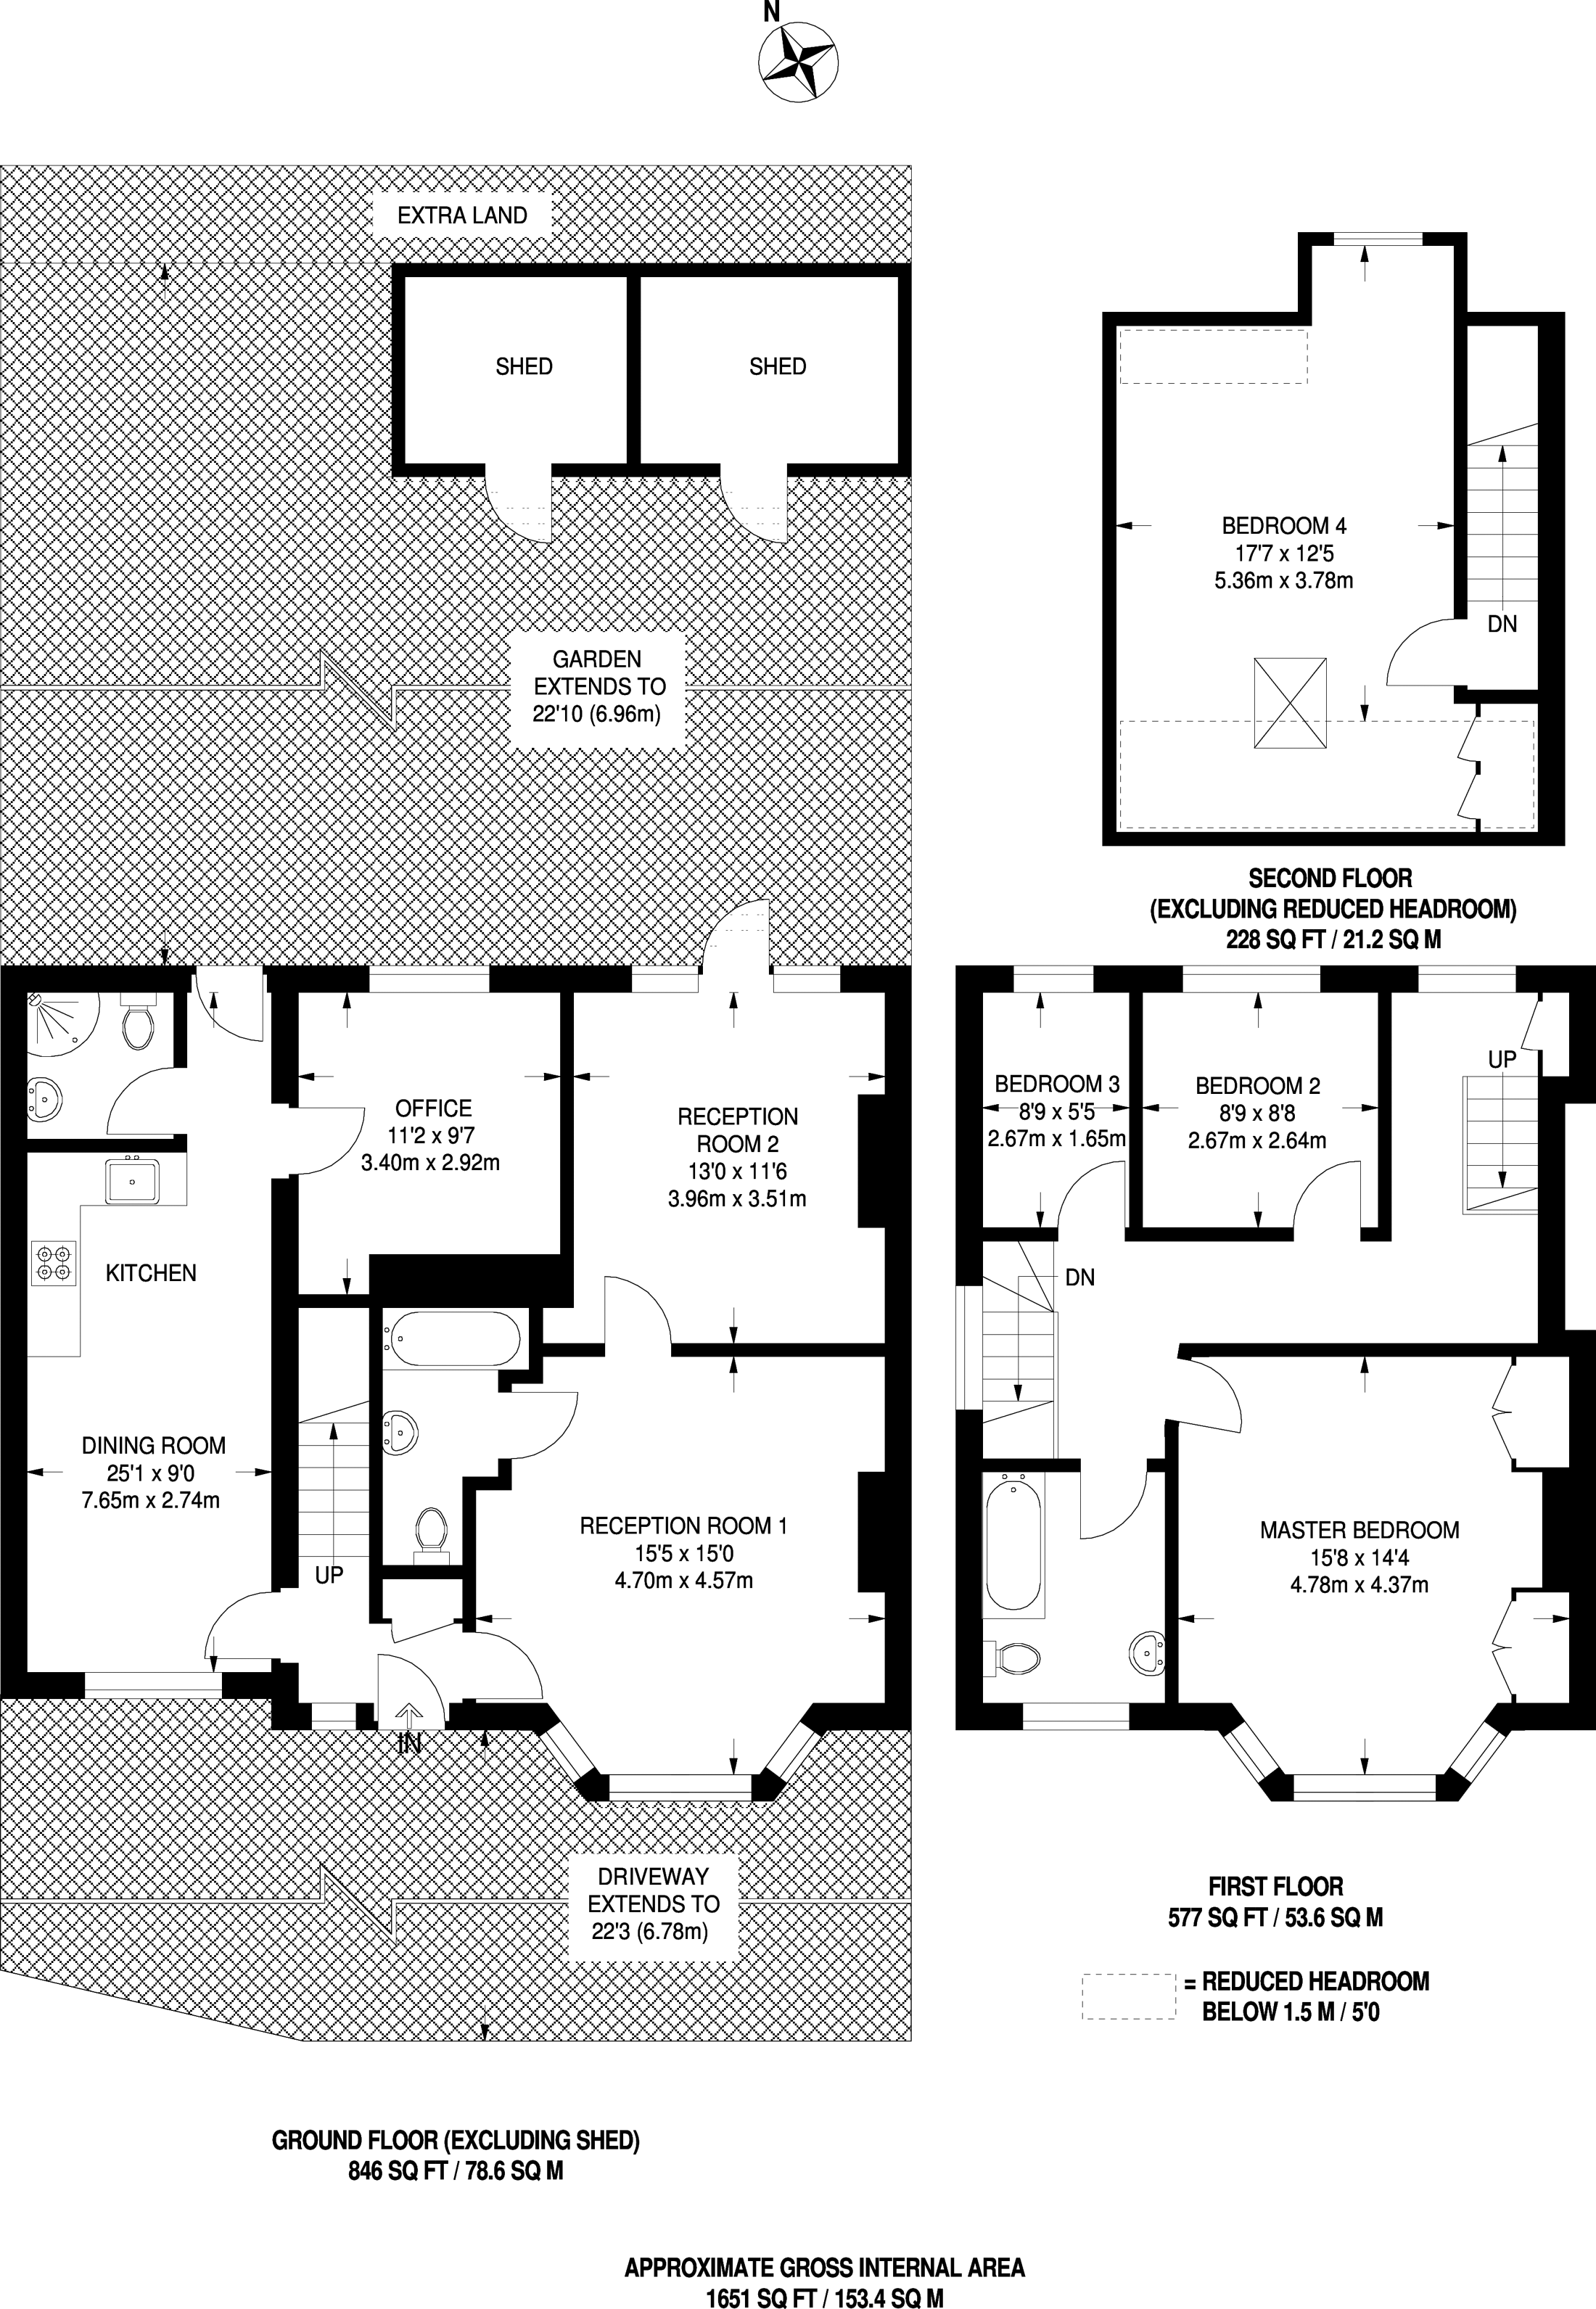 N
EXTRA LAND
SHED
SHED
GARDEN
EXTENDS TO
22'10 (6.96m)
BEDROOM 4
17'7 x 12'5
5.36m x 3.78m
DN
SECOND FLOOR
(EXCLUDING REDUCED HEADROOM)
228 SQ FT / 21.2 SQ M
OFFICE
11'2 x 9'7
3.40m x 2.92m
RECEPTION
ROOM 2
13'0 x 11'6
3.96m x 3.51m
KITCHEN
DINING ROOM
25'1 x 9'0
7.65m x 2.74m
UP
RECEPTION ROOM 1
15'5 x 15'0
4.70m x 4.57m
IN
DRIVEWAY
EXTENDS TO
22'3 (6.78m)
BEDROOM 3
8'9 x 5'5
2.67m x 1.65m
BEDROOM 2
8'9 x 8'8
2.67m x 2.64m
UP
DN
MASTER BEDROOM
15'8 x 14'4
4.78m x 4.37m
FIRST FLOOR
577 SQ FT / 53.6 SQ M
= REDUCED HEADROOM
BELOW 1.5 M / 5'0
GROUND FLOOR (EXCLUDING SHED)
846 SQ FT / 78.6 SQ M
APPROXIMATE GROSS INTERNAL AREA
1651 SQ FT / 153.4 SQ M